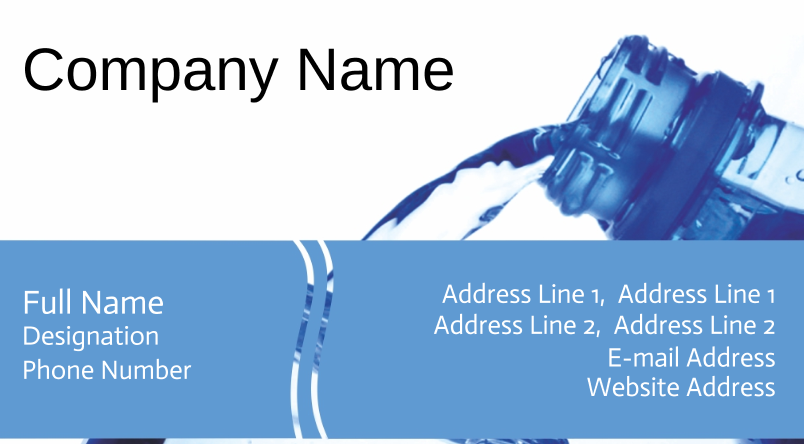 Company Name
Full Name
Designation
Phone Number
Address Line 1,  Address Line 1
Address Line 2,  Address Line 2
E-mail Address
Website Address